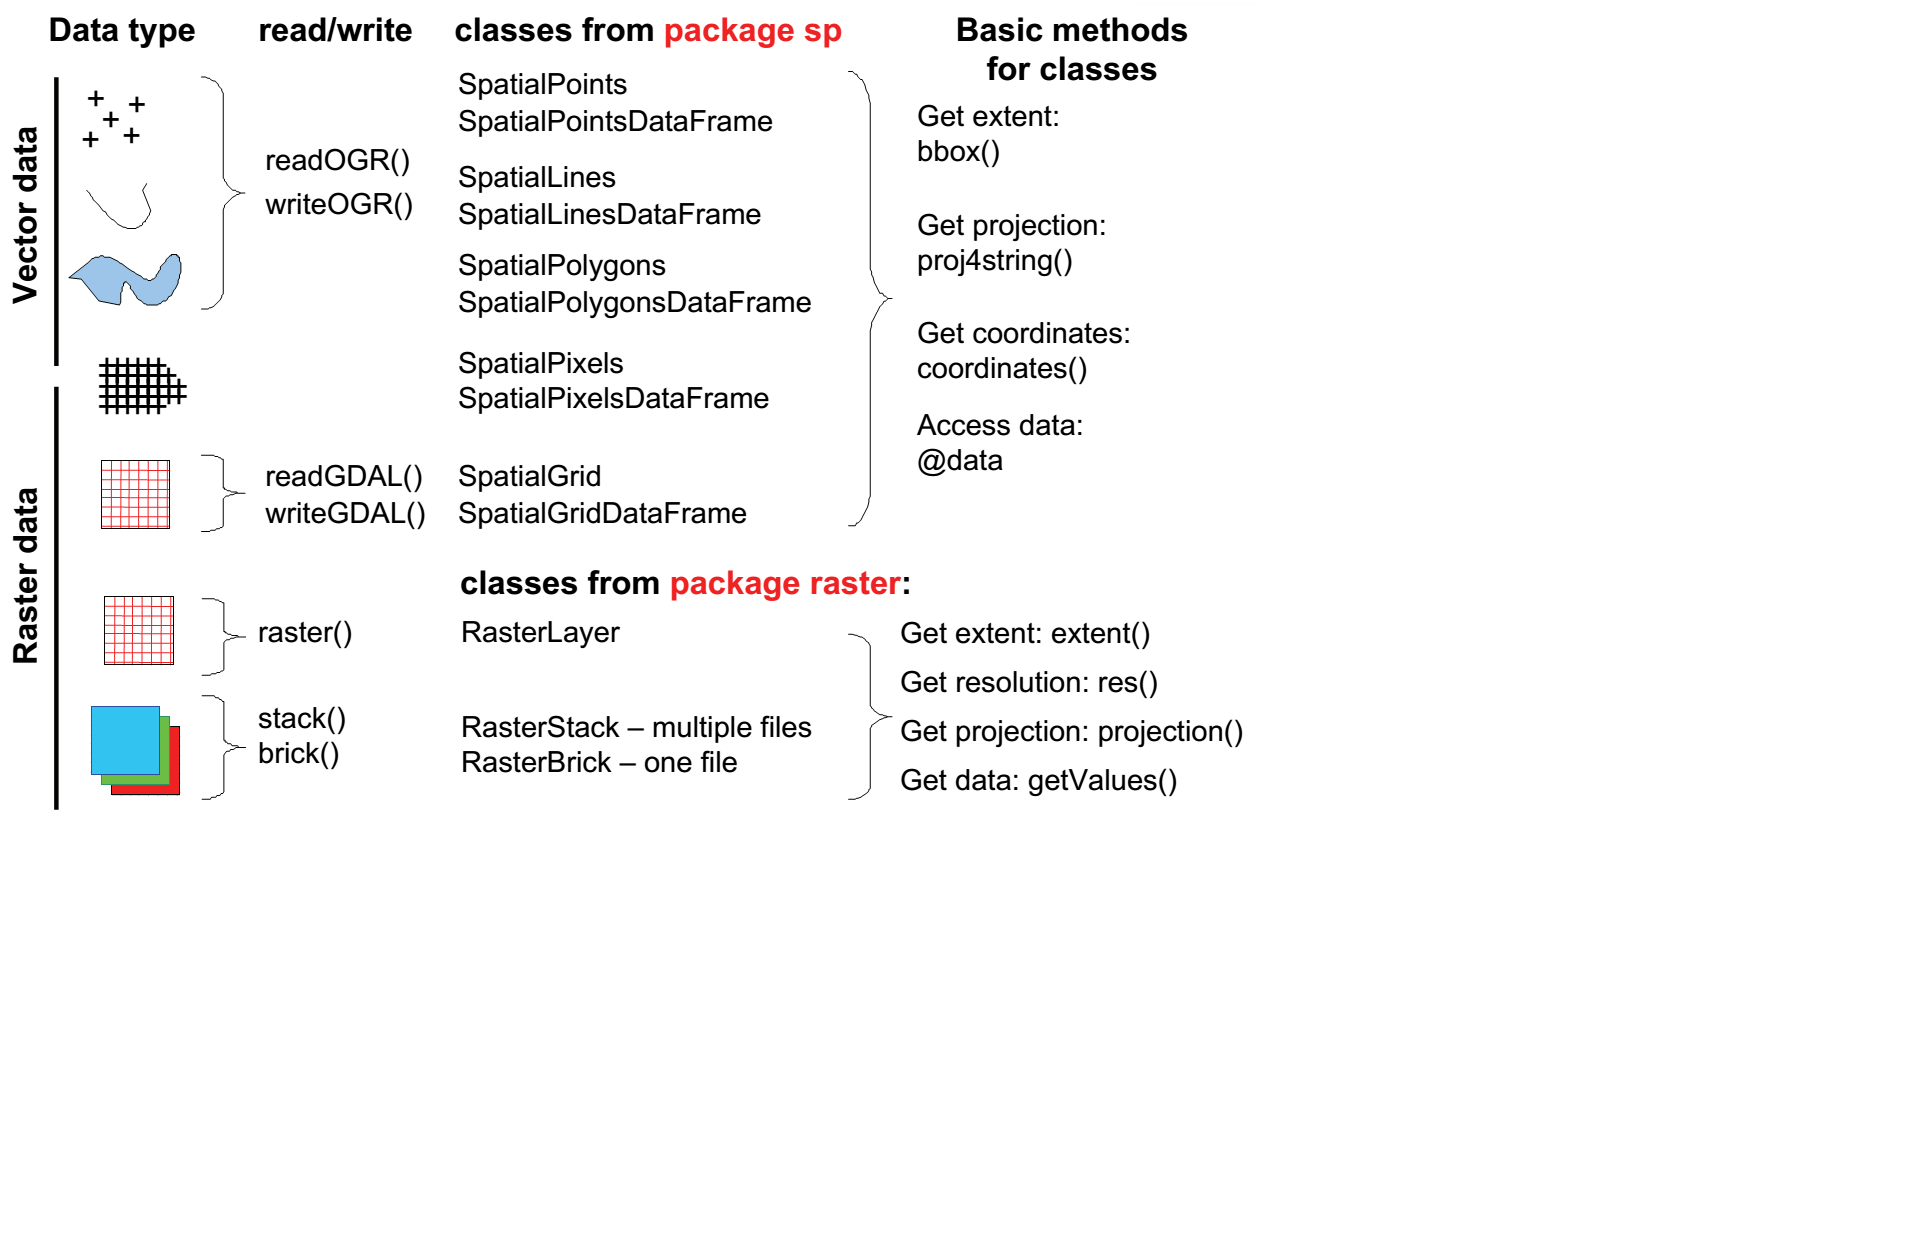 Data type
read/write
classes from package sp
Basic methods
for classes
Vector data
readOGR()
writeOGR()
SpatialPoints
SpatialPointsDataFrame
SpatialLines
SpatialLinesDataFrame
SpatialPolygons
SpatialPolygonsDataFrame
SpatialPixels
SpatialPixelsDataFrame
Get extent:
bbox()
Get projection:
proj4string()
Get coordinates:
coordinates()
Access data:
@data
Raster data
readGDAL()
writeGDAL()
SpatialGrid
SpatialGridDataFrame
classes from package raster:
raster()
RasterLayer
stack()
brick()
RasterStack – multiple files
RasterBrick – one file
Get extent: extent()
Get resolution: res()
Get projection: projection()
Get data: getValues()